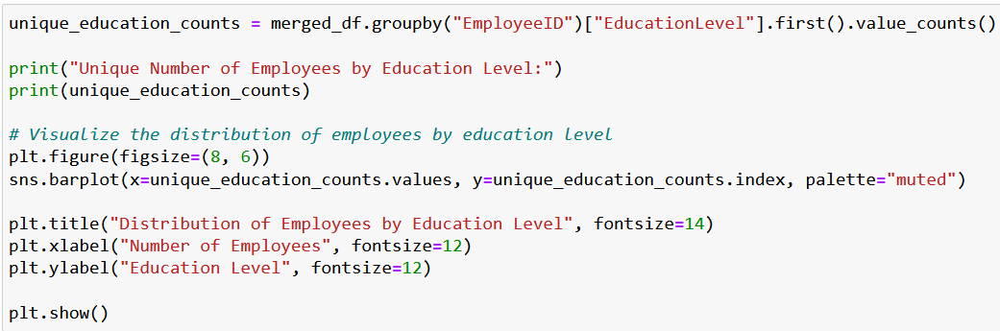 unique_education_counts = merged_df.groupby("EmployeeID")["EducationLevel"].first().value_counts()
print("Unique Number of Employees by Education Level:")
print(unique_education_counts)
# Visualize the distribution of employees by education level
plt.figure(figsize=(8, 6))
sns.barplot(x=unique_education_counts.values, y=unique_education_counts.index, palette="muted")
plt.title("Distribution of Employees by Education Level", fontsize=14)
plt.xlabel("Number of Employees", fontsize=12)
plt.ylabel("Education Level", fontsize=12)
plt.show()